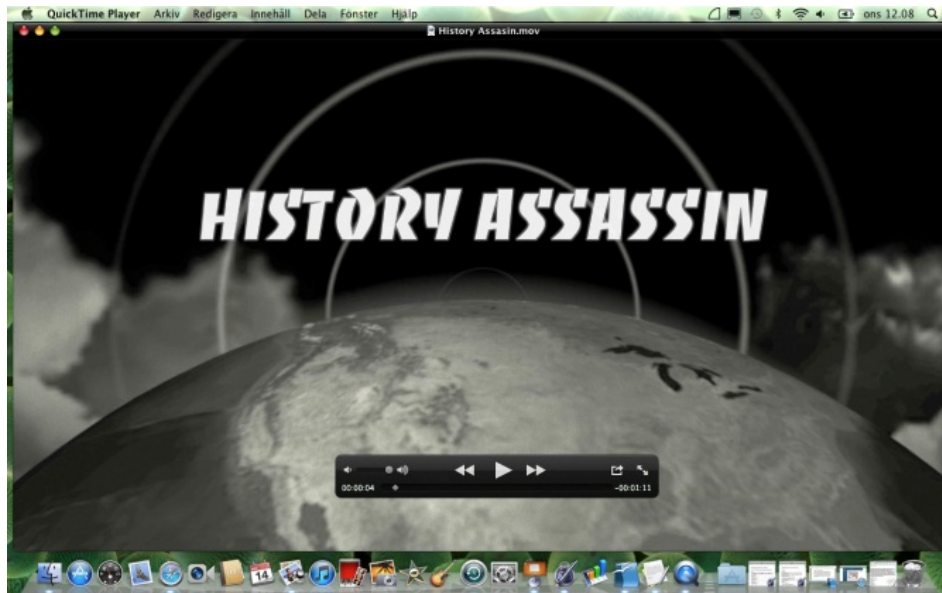 QuickTime Player Arkiv Redigera Innehåll Dela Fönster Hjälp ons 12.08
History Assasin.mov
HISTORY ASSASSIN
00:00:04 -00:01:11
14